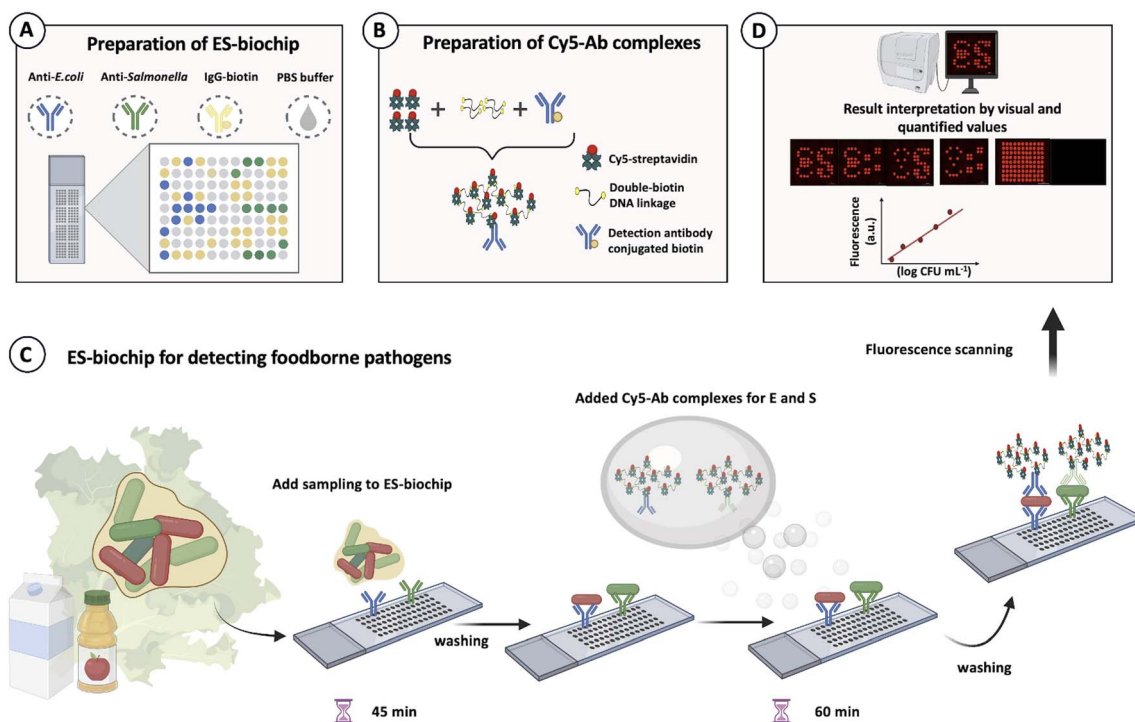 A
Preparation of ES-biochip
Anti-E.coli
Anti-Salmonella
IgG-biotin
PBS buffer
B
Preparation of Cy5-Ab complexes
+
+
Cy5-streptavidin
Double-biotin
DNA linkage
Detection antibody
conjugated biotin
D
ES
Result interpretation by visual and
quantified values
ES
E:
:S
Fluorescence
(a.u.)
(log CFU mL⁻¹)
C
ES-biochip for detecting foodborne pathogens
Fluorescence scanning
Added Cy5-Ab complexes for E and S
Add sampling to ES-biochip
washing
washing
45 min
60 min